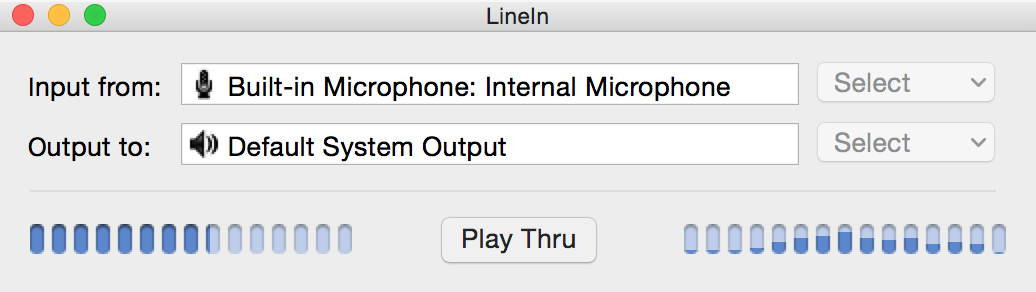 LineIn
Input from: Built-in Microphone: Internal Microphone Select
Output to: Default System Output Select
Play Thru